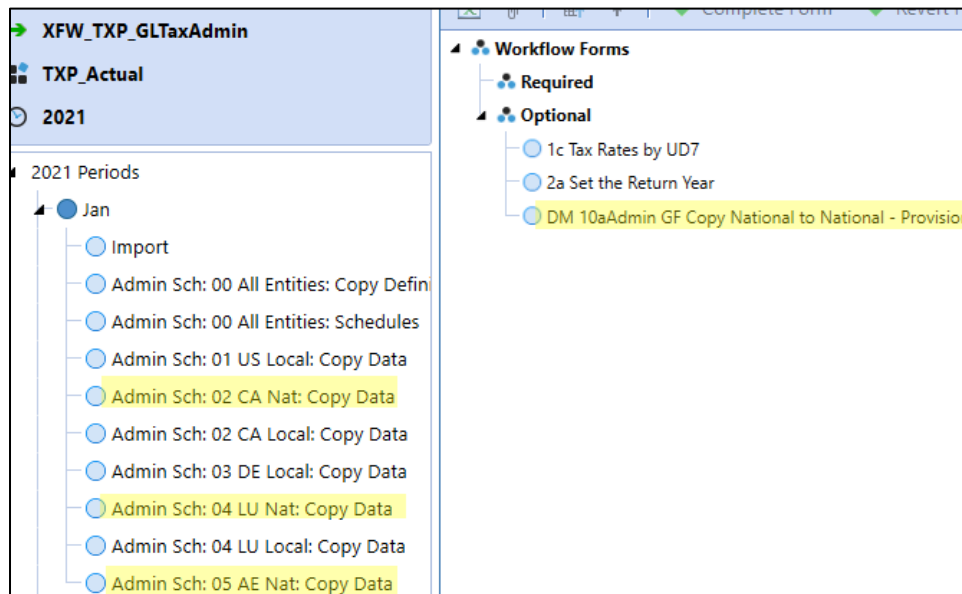 XFW_TXP_GLTaxAdmin
TXP_Actual
2021
2021 Periods
Jan
Import
Admin Sch: 00 All Entities: Copy Defini
Admin Sch: 00 All Entities: Schedules
Admin Sch: 01 US Local: Copy Data
Admin Sch: 02 CA Nat: Copy Data
Admin Sch: 02 CA Local: Copy Data
Admin Sch: 03 DE Local: Copy Data
Admin Sch: 04 LU Nat: Copy Data
Admin Sch: 04 LU Local: Copy Data
Admin Sch: 05 AE Nat: Copy Data
Complete Form Revert
Workflow Forms
Required
Optional
1c Tax Rates by UD7
2a Set the Return Year
DM 10aAdmin GF Copy National to National - Provision